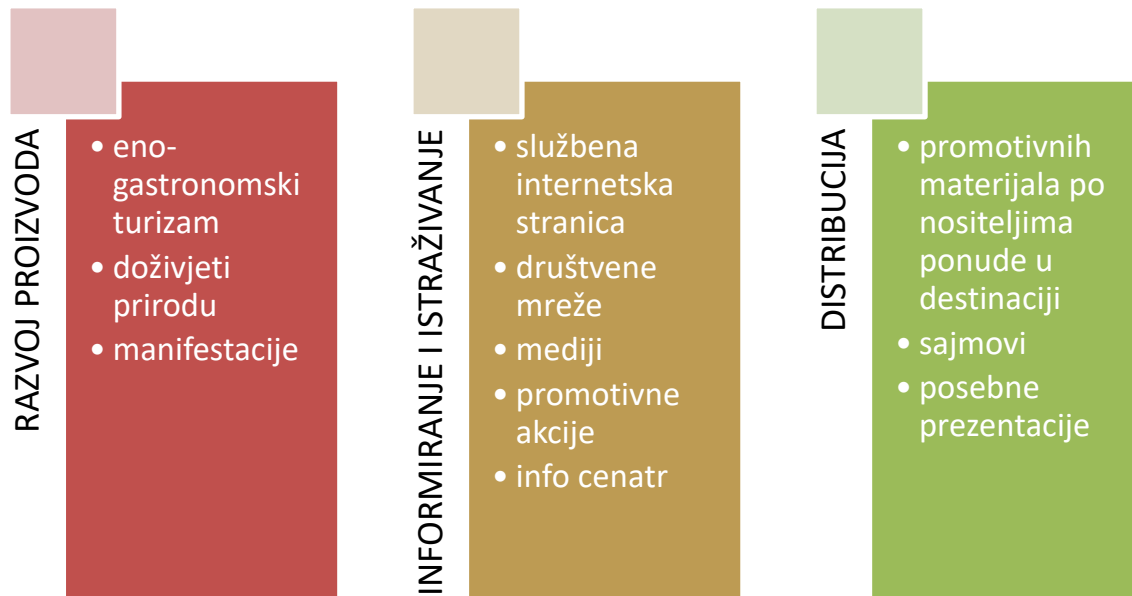 RAZVOJ PROIZVODA
• eno-
gastronomski
turizam
• doživjeti
prirodu
• manifestacije
INFORMIRANJE I ISTRAŽIVANJE
• službena
internetska
stranica
• društvene
mreže
• mediji
• promotivne
akcije
• info cenatr
DISTRIBUCIJA
• promotivnih
materijala po
nositeljima
ponude u
destinaciji
• sajmovi
• posebne
prezentacije